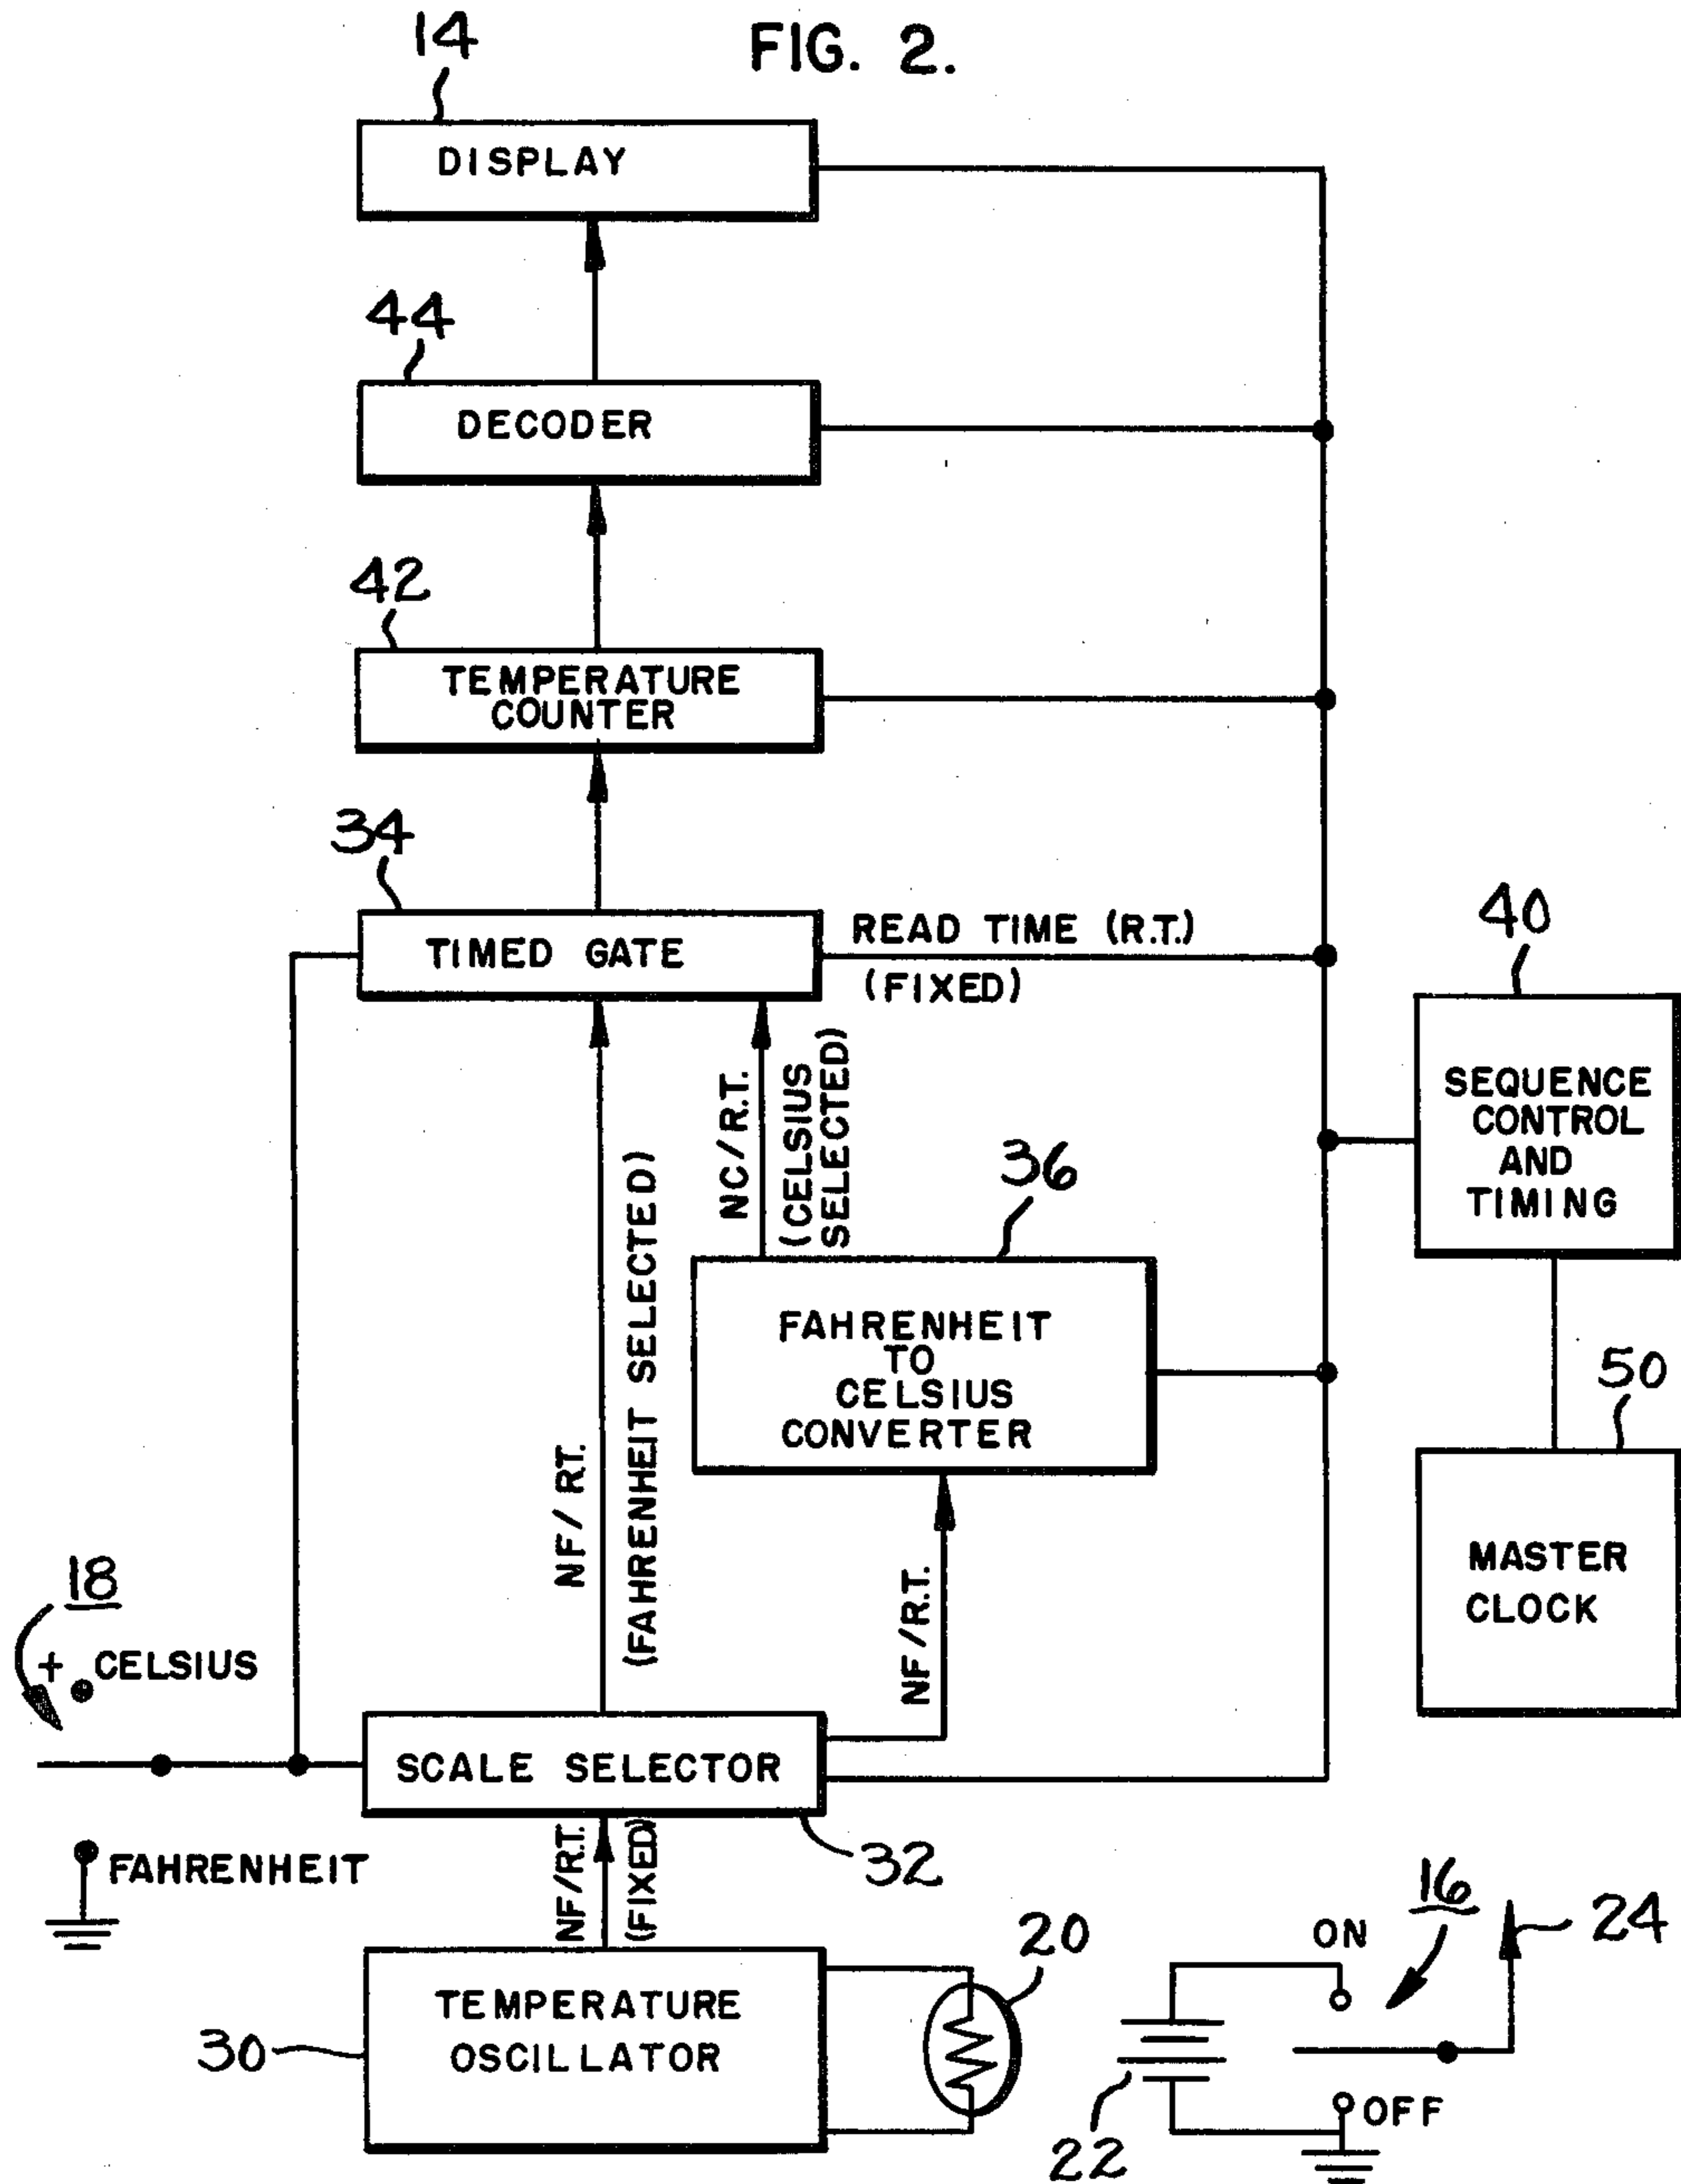 FIG. 2.
14
DISPLAY
44
DECODER
42
TEMPERATURE
COUNTER
34
TIMED GATE
READ TIME (R.T.)
(FIXED)
40
SEQUENCE
CONTROL
AND
TIMING
NC/R.T.
(CELSIUS
SELECTED)
36
FAHRENHEIT
TO
CELSIUS
CONVERTER
50
MASTER
CLOCK
NF/RT.
(FAHRENHEIT SELECTED)
NF/R.T.
18
+
CELSIUS
SCALE SELECTOR
32
FAHRENHEIT
NF/R.T.
(FIXED)
TEMPERATURE
OSCILLATOR
30
20
ON
16
24
22
OFF